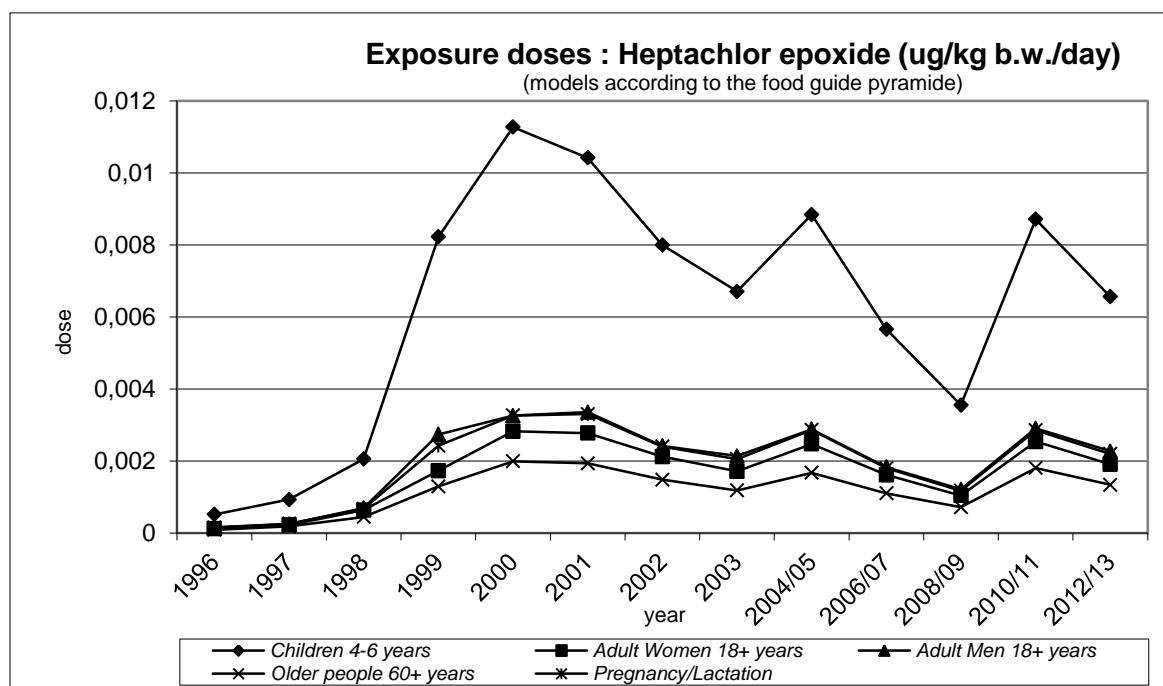 Exposure doses : Heptachlor epoxide (ug/kg b.w./day)
(models according to the food guide pyramide)
0,012
0,01
0,008
0,006
0,004
0,002
0
dose
1996
1997
1998
1999
2000
2001
2002
2003
2004/05
2006/07
2008/09
2010/11
2012/13
year
Children 4-6 years
Adult Women 18+ years
Adult Men 18+ years
Older people 60+ years
Pregnancy/Lactation